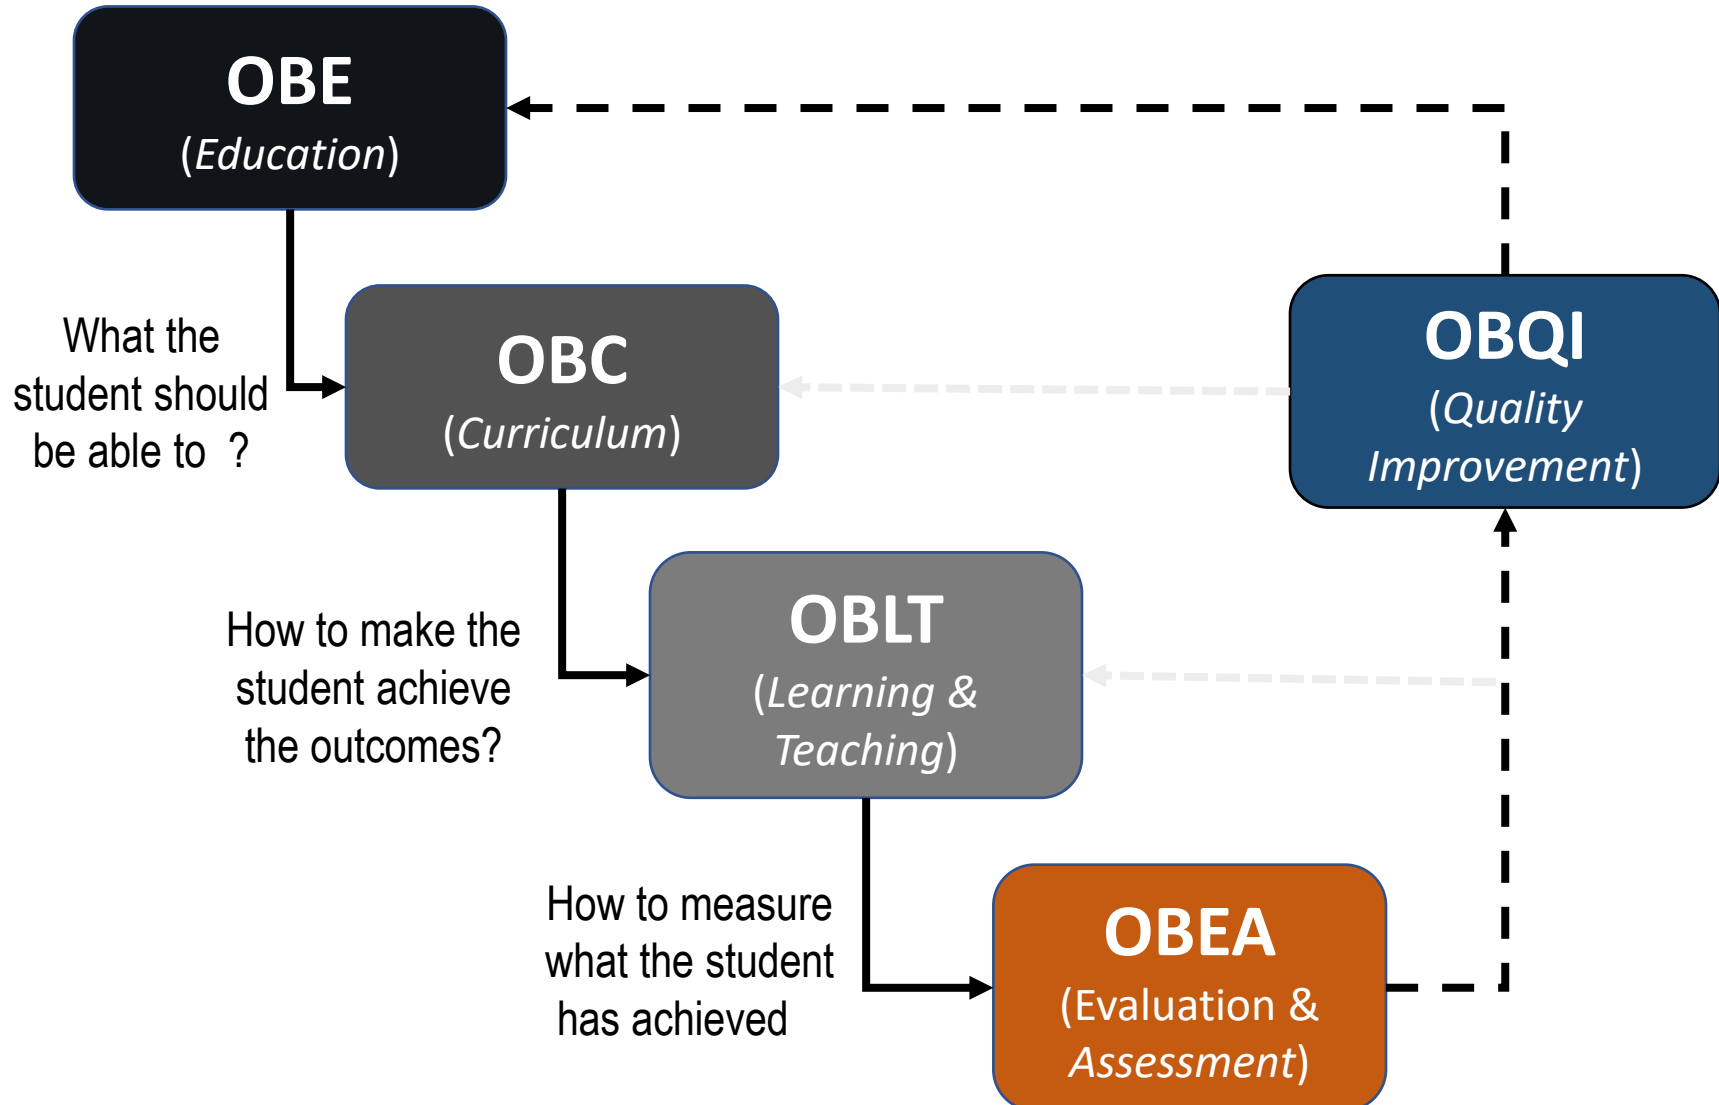 OBE
(Education)
What the
student should
be able to  ?
OBC
(Curriculum)
OBQI
(Quality
Improvement)
How to make the
student achieve
the outcomes?
OBLT
(Learning &
Teaching)
How to measure
what the student
has achieved
OBEA
(Evaluation &
Assessment)